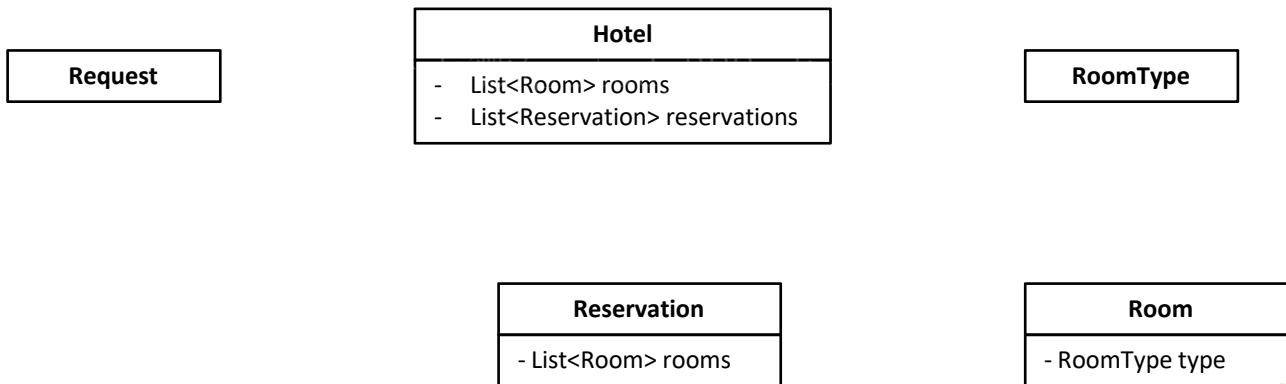 Hotel
- List<Room> rooms
- List<Reservation> reservations
Request
RoomType
Reservation
- List<Room> rooms
Room
- RoomType type